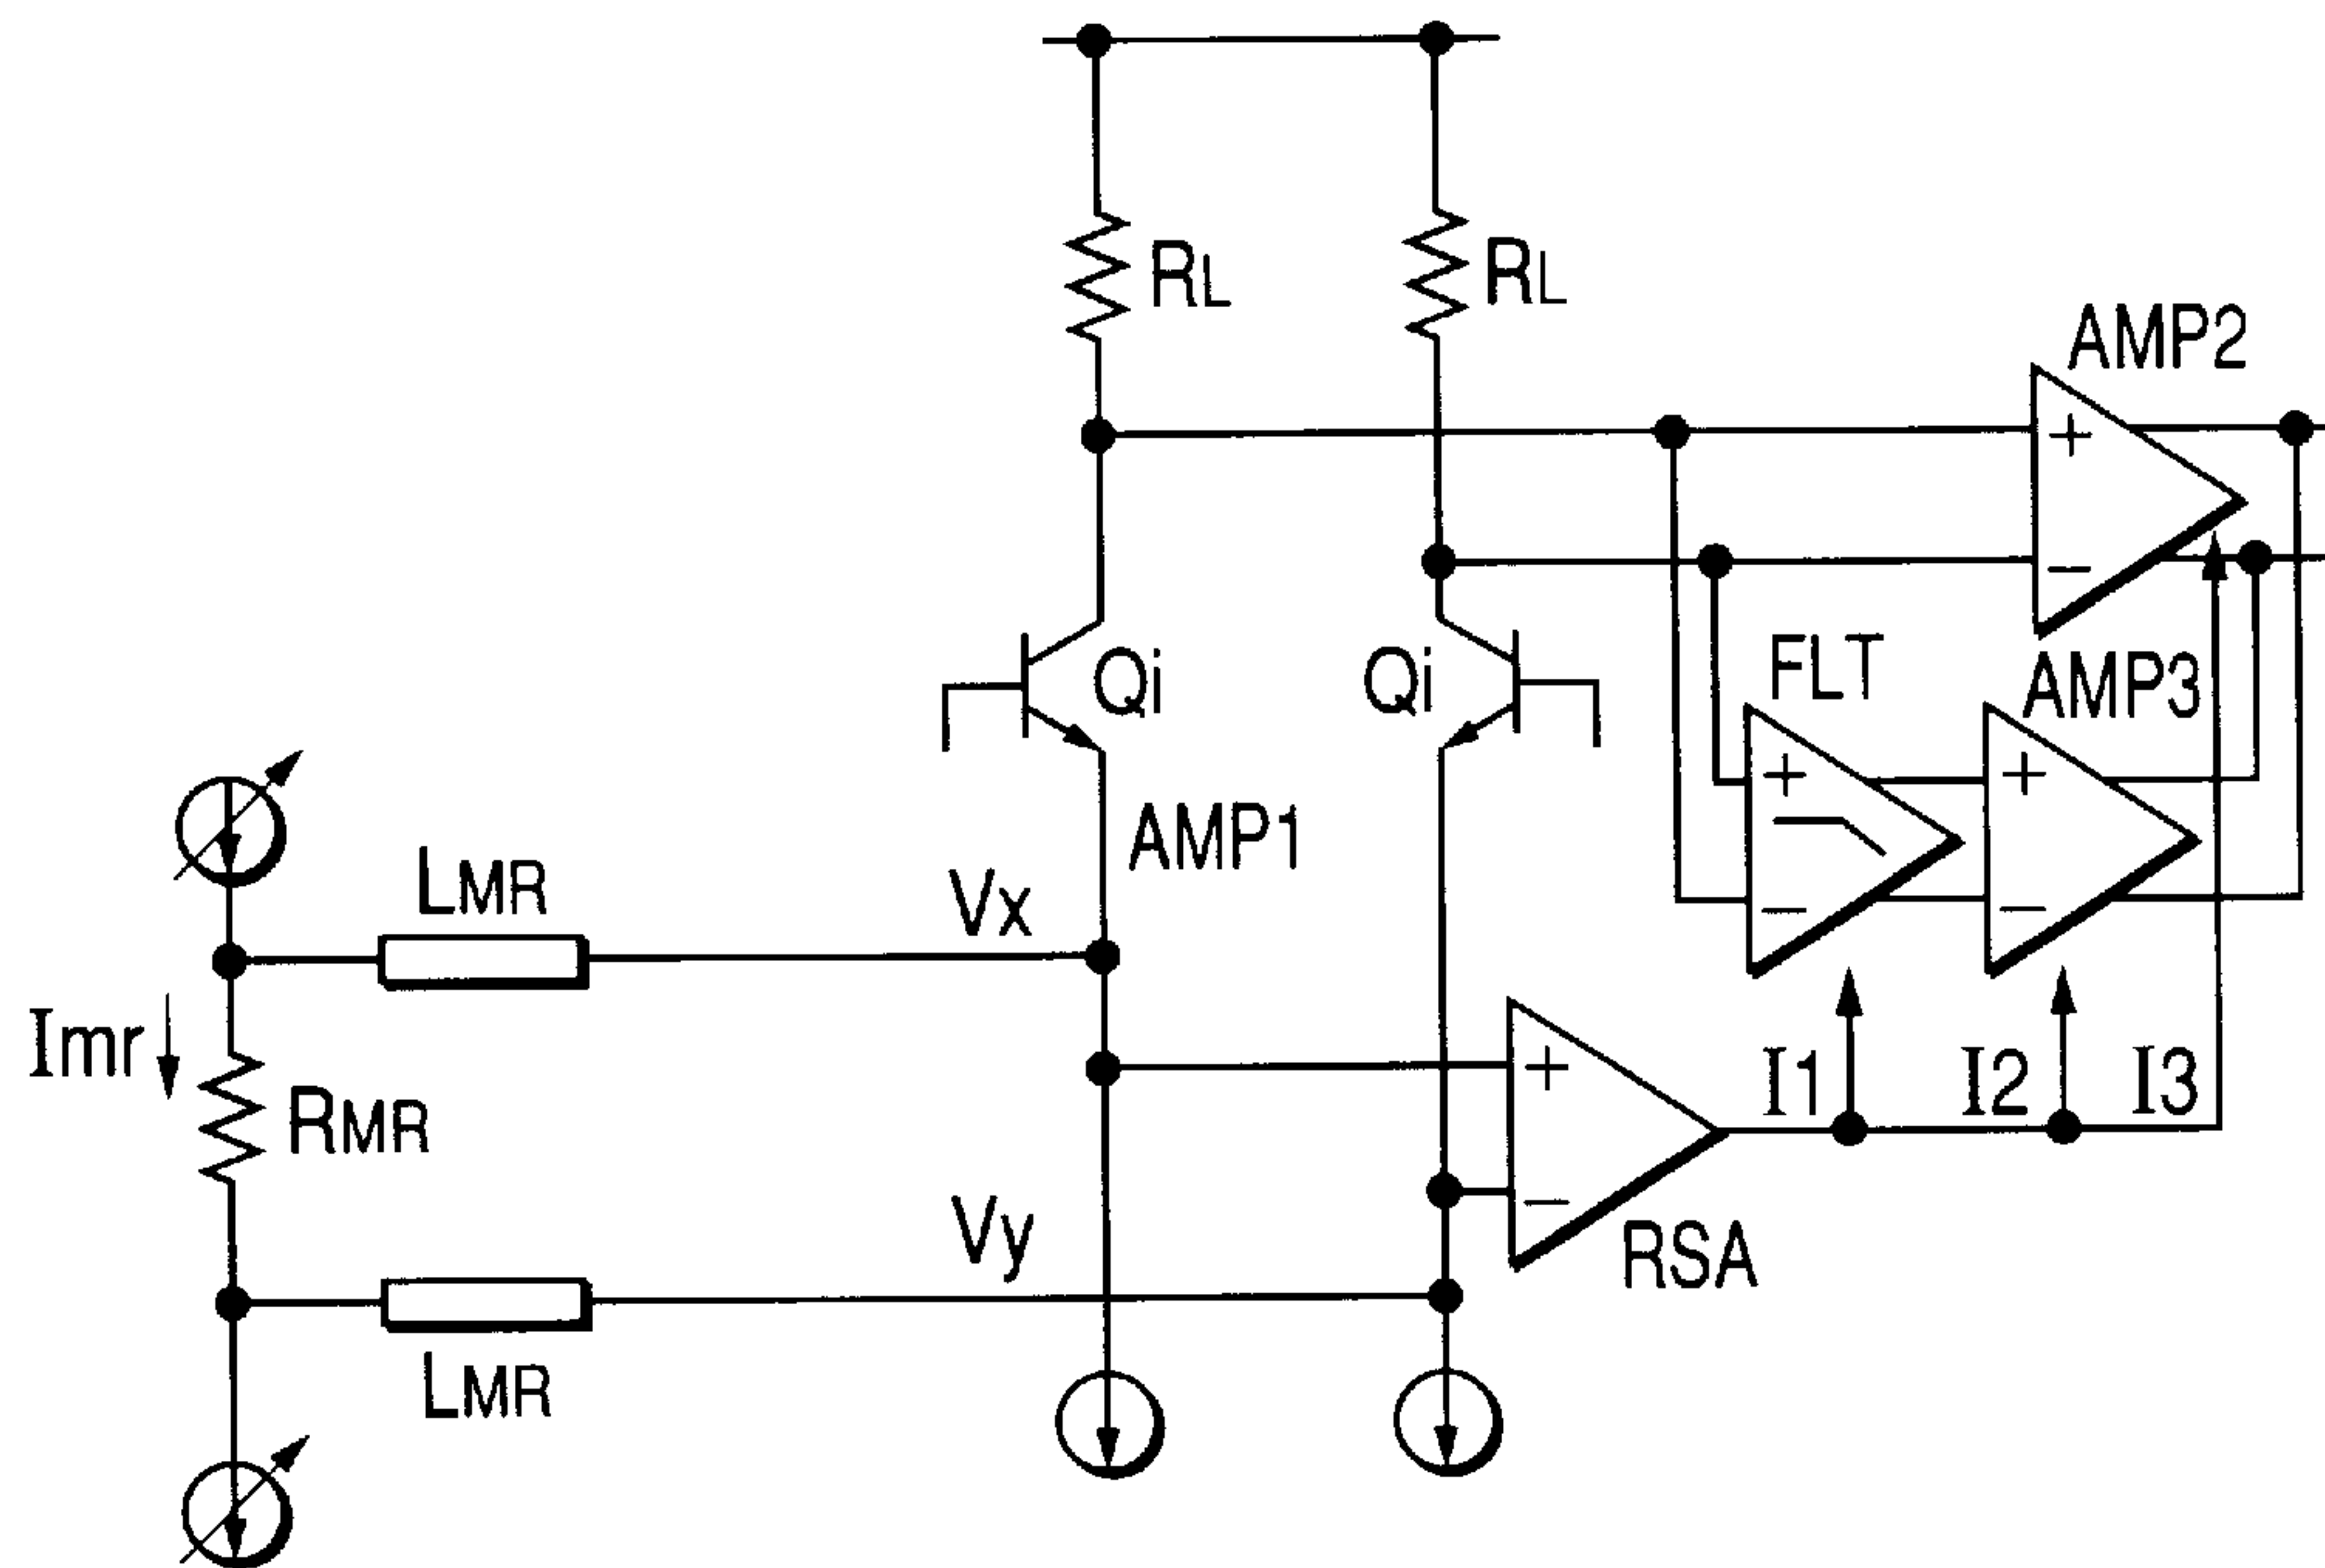 RL
RL
AMP2
+
−
FLT
AMP3
Qi
Qi
+
−
+
−
AMP1
LMR
Vx
Imr
RMR
+
−
I1
I2
I3
Vy
RSA
LMR